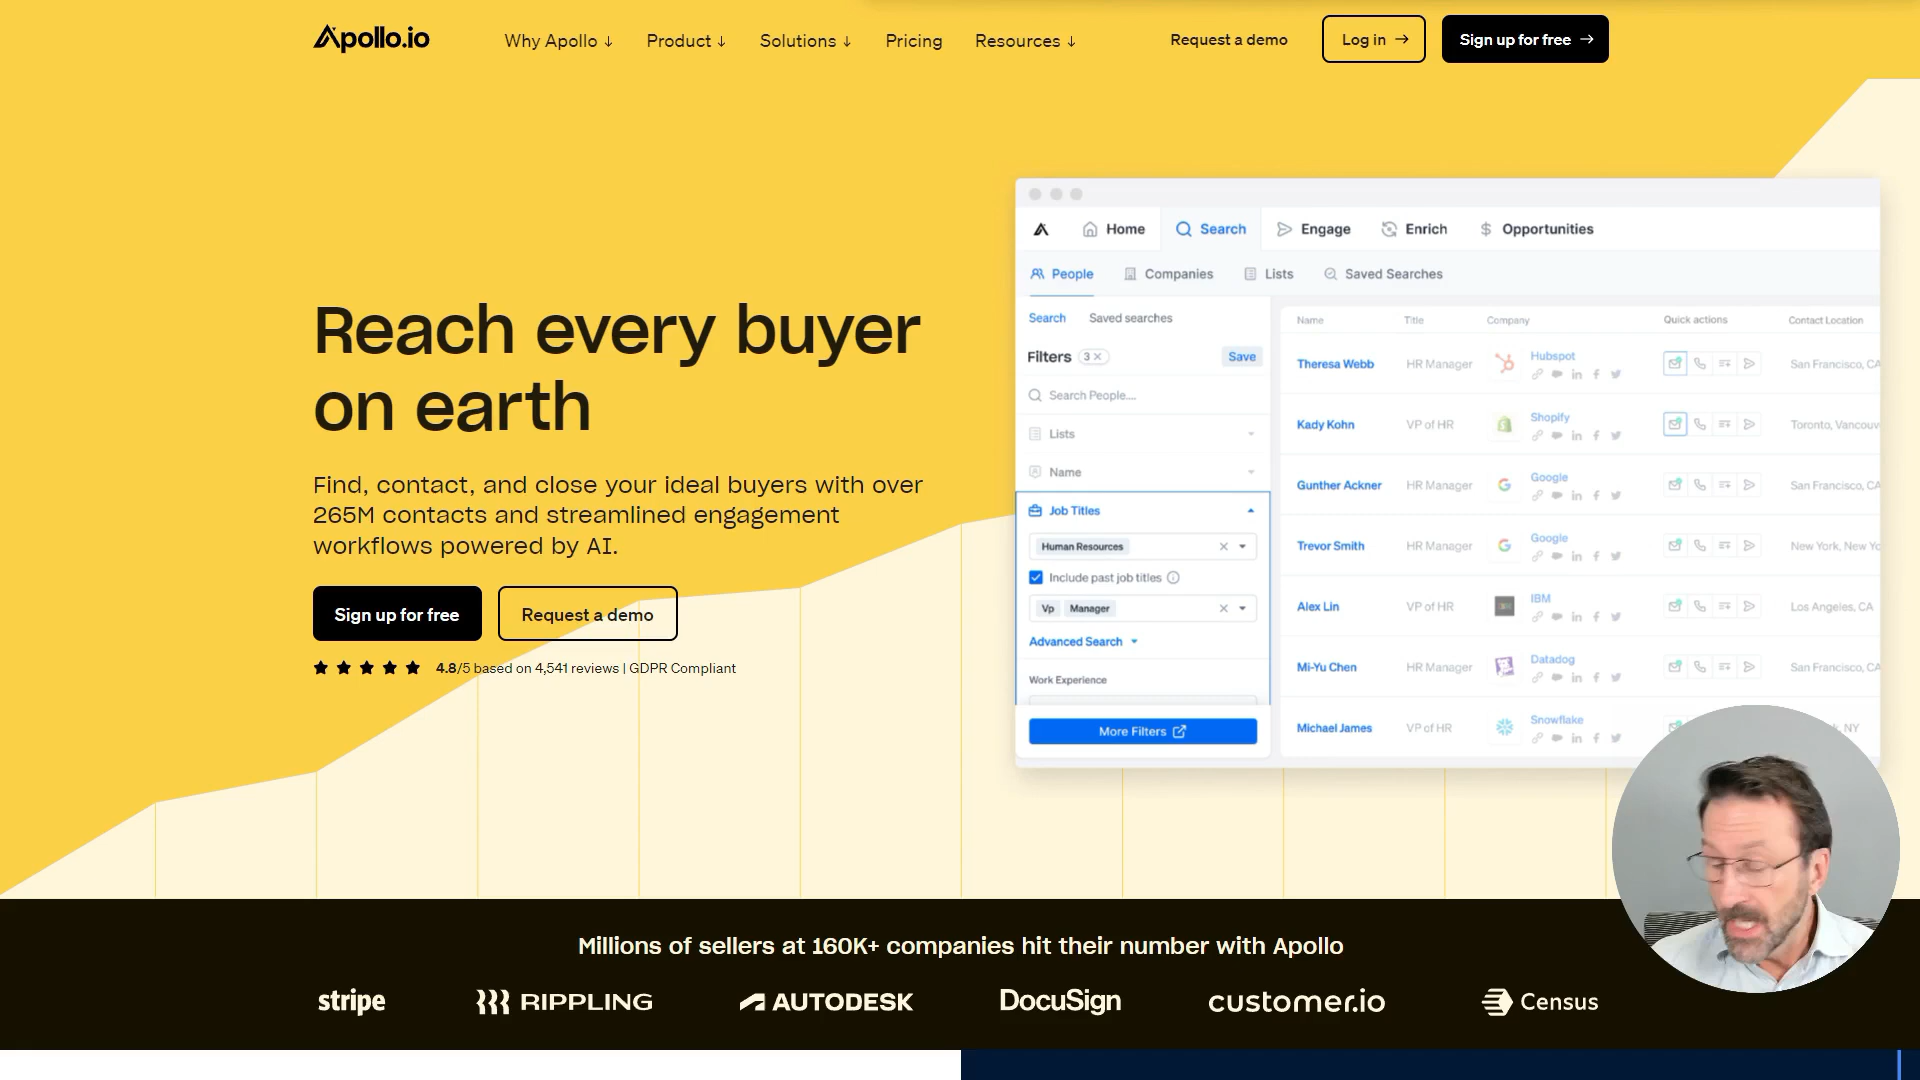 Apollo.io
Why Apollo ↓
Product ↓
Solutions ↓
Pricing
Resources ↓
Request a demo
Log in →
Sign up for free →
Reach every buyer
on earth
Find, contact, and close your ideal buyers with over
265M contacts and streamlined engagement
workflows powered by AI.
Sign up for free
Request a demo
4.8/5 based on 4,541 reviews | GDPR Compliant
Home
Search
Engage
Enrich
Opportunities
People
Companies
Lists
Saved Searches
Search
Saved searches
Filters
3 ×
Save
Search People....
Lists
Name
Job Titles
Human Resources
Include past job titles
Vp
Manager
Advanced Search
Work Experience
More Filters
Name
Title
Company
Quick actions
Contact Location
Theresa Webb
HR Manager
Hubspot
San Francisco, CA
Kady Kohn
VP of HR
Shopify
Toronto, Vancouv
Gunther Ackner
HR Manager
Google
San Francisco, CA
Trevor Smith
HR Manager
Google
New York, New Yo
Alex Lin
VP of HR
IBM
Los Angeles, CA
Mi-Yu Chen
HR Manager
Datadog
San Francisco, CA
Michael James
VP of HR
Snowflake
NY
Millions of sellers at 160K+ companies hit their number with Apollo
stripe
RIPPLING
AUTODESK
DocuSign
customer.io
Census